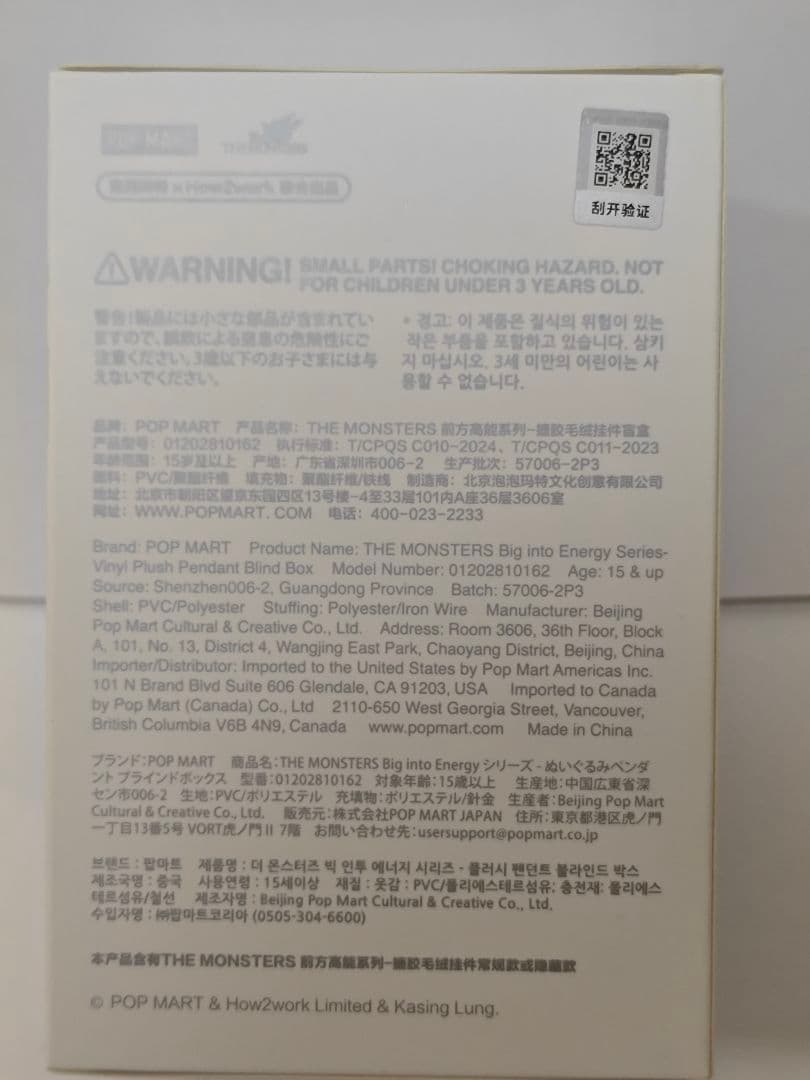 POP MART
THE MONSTERS
泡泡玛特 x How2work 联合出品
刮开验证
WARNING! SMALL PARTS! CHOKING HAZARD. NOT
FOR CHILDREN UNDER 3 YEARS OLD.
警告!製品には小さな部品が含まれてい
ますので、誤飲による窒息の危険性にご
注意ください。3歳以下のお子さまには与
えないでください。
* 경고: 이 제품은 질식의 위험이 있는
작은 부품을 포함하고 있습니다. 삼키
지 마십시오. 3세 미만의 어린이는 사
용할 수 없습니다.
品牌: POP MART 产品名称: THE MONSTERS 前方高能系列-搪胶毛绒挂件盲盒
产品型号: 01202810162 执行标准: T/CPQS C010-2024、T/CPQS C011-2023
年龄范围: 15岁及以上 产地: 广东省深圳市006-2 生产批次: 57006-2P3
面料: PVC/聚酯纤维 填充物: 聚酯纤维/铁线 制造商: 北京泡泡玛特文化创意有限公司
地址: 北京市朝阳区望京东园四区13号楼-4至33层101内A座36层3606室
网址: WWW.POPMART.COM 电话: 400-023-2233
Brand: POP MART Product Name: THE MONSTERS Big into Energy Series-
Vinyl Plush Pendant Blind Box Model Number: 01202810162 Age: 15 & up
Source: Shenzhen006-2, Guangdong Province Batch: 57006-2P3
Shell: PVC/Polyester Stuffing: Polyester/Iron Wire Manufacturer: Beijing
Pop Mart Cultural & Creative Co., Ltd. Address: Room 3606, 36th Floor, Block
A, 101, No. 13, District 4, Wangjing East Park, Chaoyang District, Beijing, China
Importer/Distributor: Imported to the United States by Pop Mart Americas Inc.
101 N Brand Blvd Suite 606 Glendale, CA 91203, USA Imported to Canada
by Pop Mart (Canada) Co., Ltd 2110-650 West Georgia Street, Vancouver,
British Columbia V6B 4N9, Canada www.popmart.com Made in China
ブランド:POP MART 商品名:THE MONSTERS Big into Energy シリーズ - ぬいぐるみペンダ
ント ブラインドボックス 型番:01202810162 対象年齢:15歳以上 生産地:中国広東省深
セン市006-2 生地:PVC/ポリエステル 充填物:ポリエステル/針金 生産者:Beijing Pop Mart
Cultural & Creative Co., Ltd. 販売元:株式会社POP MART JAPAN 住所:東京都港区虎ノ門
一丁目13番5号 VORT虎ノ門Ⅱ 7階 お問い合わせ先:usersupport@popmart.co.jp
브랜드 : 팝마트 제품명 : 더 몬스터즈 빅 인투 에너지 시리즈 - 플러시 팬던트 블라인드 박스
제조국명 : 중국 사용연령 : 15세이상 재질 : 옷감 : PVC/폴리에스테르섬유; 충전재: 폴리에스
테르섬유/철선 제조자명 : Beijing Pop Mart Cultural & Creative Co., Ltd.
수입자명 : ㈜팝마트코리아 (0505-304-6600)
本产品含有THE MONSTERS 前方高能系列-搪胶毛绒挂件常规款或隐藏款
© POP MART & How2work Limited & Kasing Lung.